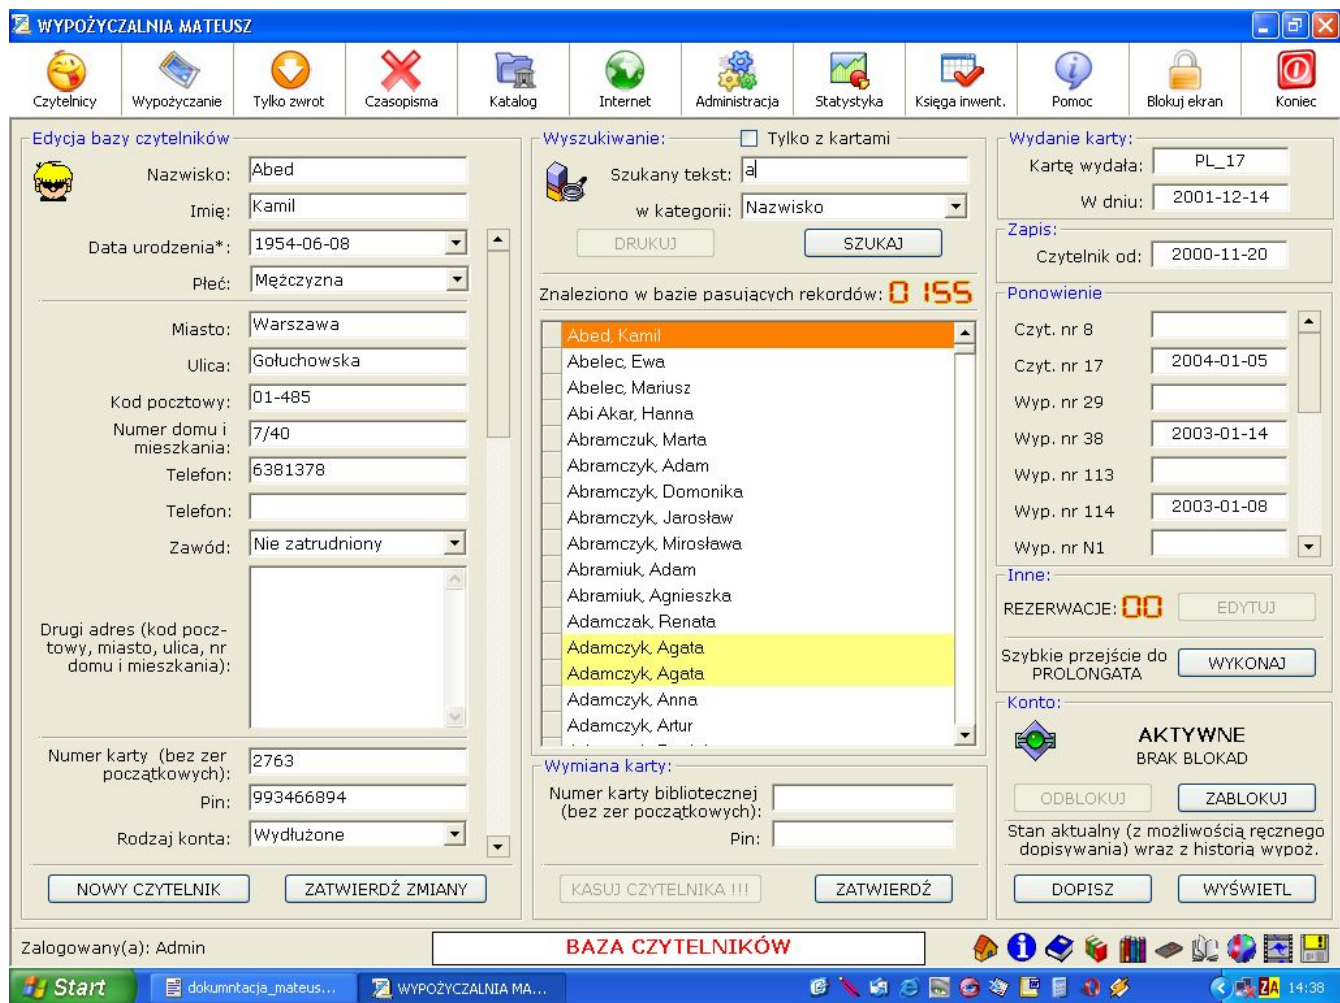 WYPOŻYCZALNIA MATEUSZ
Czytelnicy Wypożyczanie Tylko zwrot Czasopisma Katalog Internet Administracja Statystyka Księga inwent. Pomoc Blokuj ekran Koniec
Edycja bazy czytelników
Nazwisko: Abed
Imię: Kamil
Data urodzenia*: 1954-06-08
Płeć: Mężczyzna
Miasto: Warszawa
Ulica: Gołuchowska
Kod pocztowy: 01-485
Numer domu i
mieszkania: 7/40
Telefon: 6381378
Telefon:
Zawód: Nie zatrudniony
Drugi adres (kod pocz-
towy, miasto, ulica, nr
domu i mieszkania):
Numer karty (bez zer
początkowych): 2763
Pin: 993466894
Rodzaj konta: Wydłużone
NOWY CZYTELNIK ZATWIERDŹ ZMIANY
Wyszukiwanie: Tylko z kartami
Szukany tekst: a
w kategorii: Nazwisko
DRUKUJ SZUKAJ
Znaleziono w bazie pasujących rekordów: 0155
Abed, Kamil
Abelec, Ewa
Abelec, Mariusz
Abi Akar, Hanna
Abramczuk, Marta
Abramczyk, Adam
Abramczyk, Domonika
Abramczyk, Jarosław
Abramczyk, Mirosława
Abramiuk, Adam
Abramiuk, Agnieszka
Adamczak, Renata
Adamczyk, Agata
Adamczyk, Agata
Adamczyk, Anna
Adamczyk, Artur
Wymiana karty:
Numer karty bibliotecznej
(bez zer początkowych):
Pin:
KASUJ CZYTELNIKA !!! ZATWIERDŹ
Wydanie karty:
Kartę wydała: PL_17
W dniu: 2001-12-14
Zapis:
Czytelnik od: 2000-11-20
Ponowienie
Czyt. nr 8
Czyt. nr 17 2004-01-05
Wyp. nr 29
Wyp. nr 38 2003-01-14
Wyp. nr 113
Wyp. nr 114 2003-01-08
Wyp. nr N1
Inne:
REZERWACJE: 00 EDYTUJ
Szybkie przejście do
PROLONGATA WYKONAJ
Konto:
AKTYWNE
BRAK BLOKAD
ODBLOKUJ ZABLOKUJ
Stan aktualny (z możliwością ręcznego
dopisywania) wraz z historią wypoż.
DOPISZ WYŚWIETL
Zalogowany(a): Admin BAZA CZYTELNIKÓW
Start dokumntacja_mateus... WYPOŻYCZALNIA MA... ZA 14:38